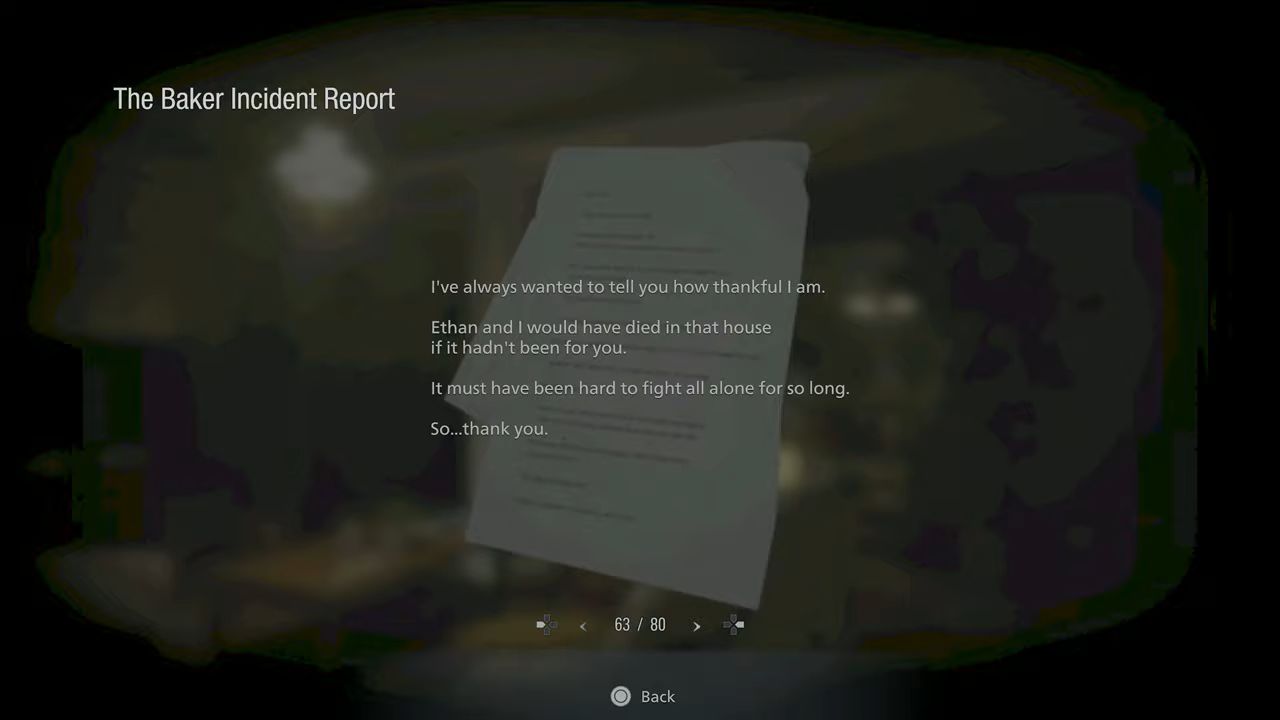 The Baker Incident Report
I've always wanted to tell you how thankful I am.
Ethan and I would have died in that house
if it hadn't been for you.
It must have been hard to fight all alone for so long.
So...thank you.
63 / 80
Back